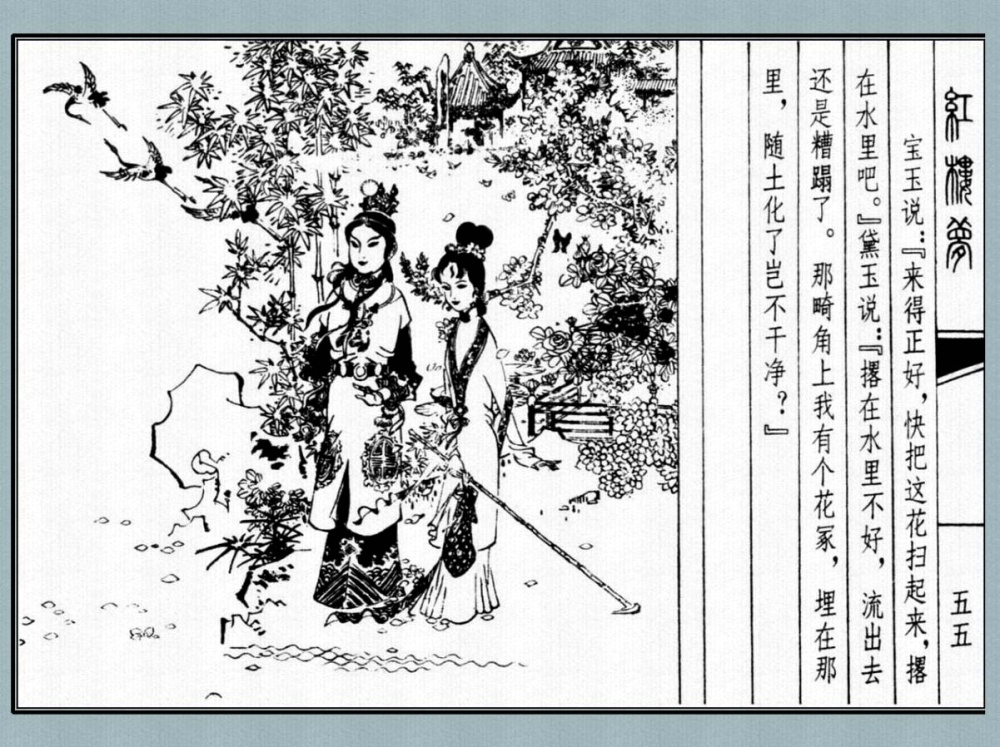 紅樓夢
五五
宝玉说：『来得正好，快把这花扫起来，撂
在水里吧。』黛玉说：『撂在水里不好，流出去
还是糟蹋了。那畸角上我有个花冢，埋在那
里，随土化了岂不干净？』